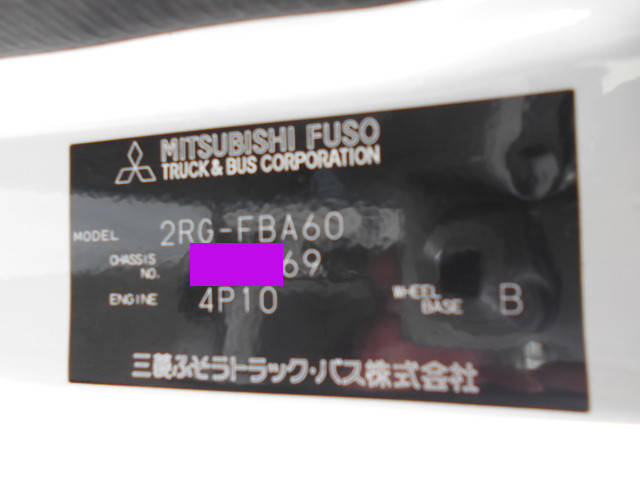 MITSUBISHI FUSO
TRUCK & BUS CORPORATION
MODEL 2RG-FBA60
CHASSIS NO. 69
ENGINE 4P10 WHEEL BASE B
三菱ふそうトラック・バス株式会社